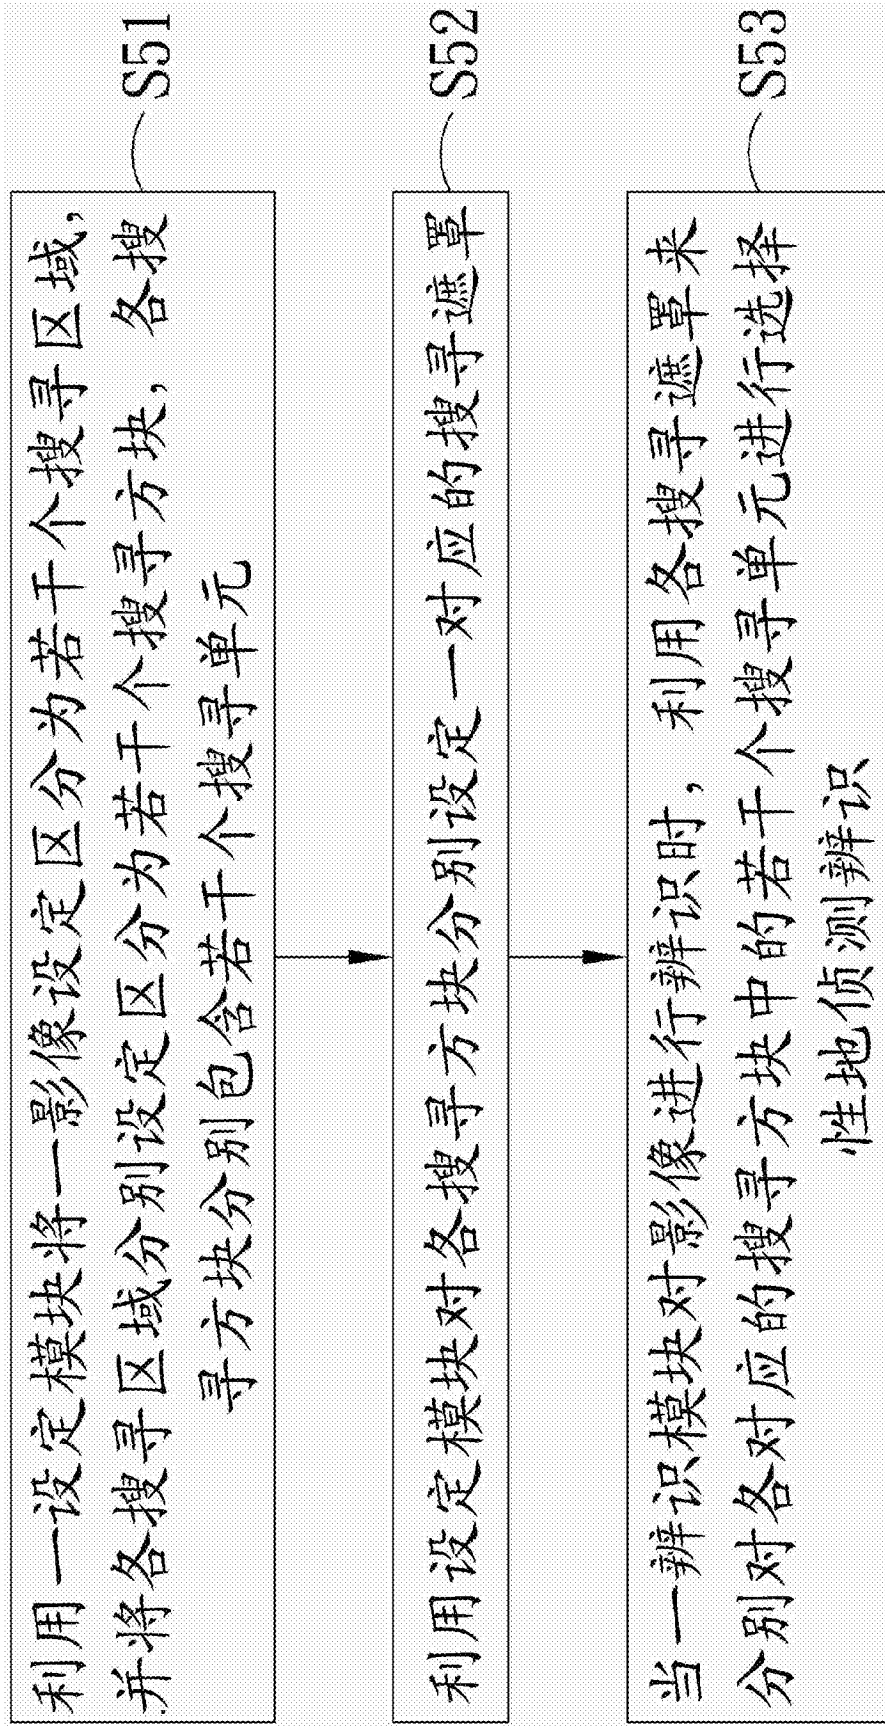 利用一设定模块将一影像设定区分为若干个搜寻区域,
并将各搜寻区域分别设定区分为若干个搜寻方块, 各搜
寻方块分别包含若干个搜寻单元
S51
利用设定模块对各搜寻方块分别设定一对应的搜寻遮罩
S52
当一辨识模块对影像进行辨识时, 利用各搜寻遮罩来
分别对各对应的搜寻方块中的若干个搜寻单元进行选择
性地侦测辨识
S53